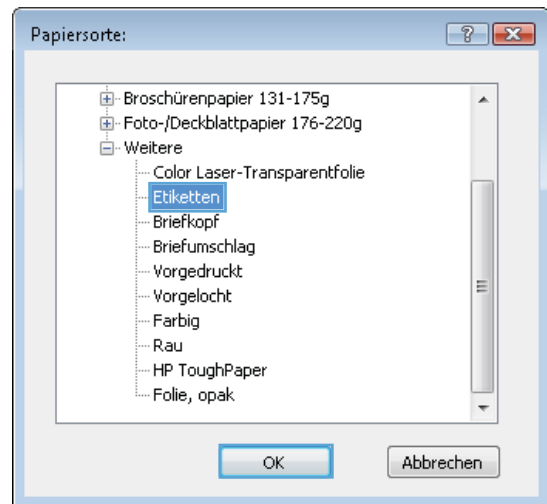 Papiersorte:
Broschürenpapier 131-175g
Foto-/Deckblattpapier 176-220g
Weitere
Color Laser-Transparentfolie
Etiketten
Briefkopf
Briefumschlag
Vorgedruckt
Vorgelocht
Farbig
Rau
HP ToughPaper
Folie, opak
OK Abbrechen